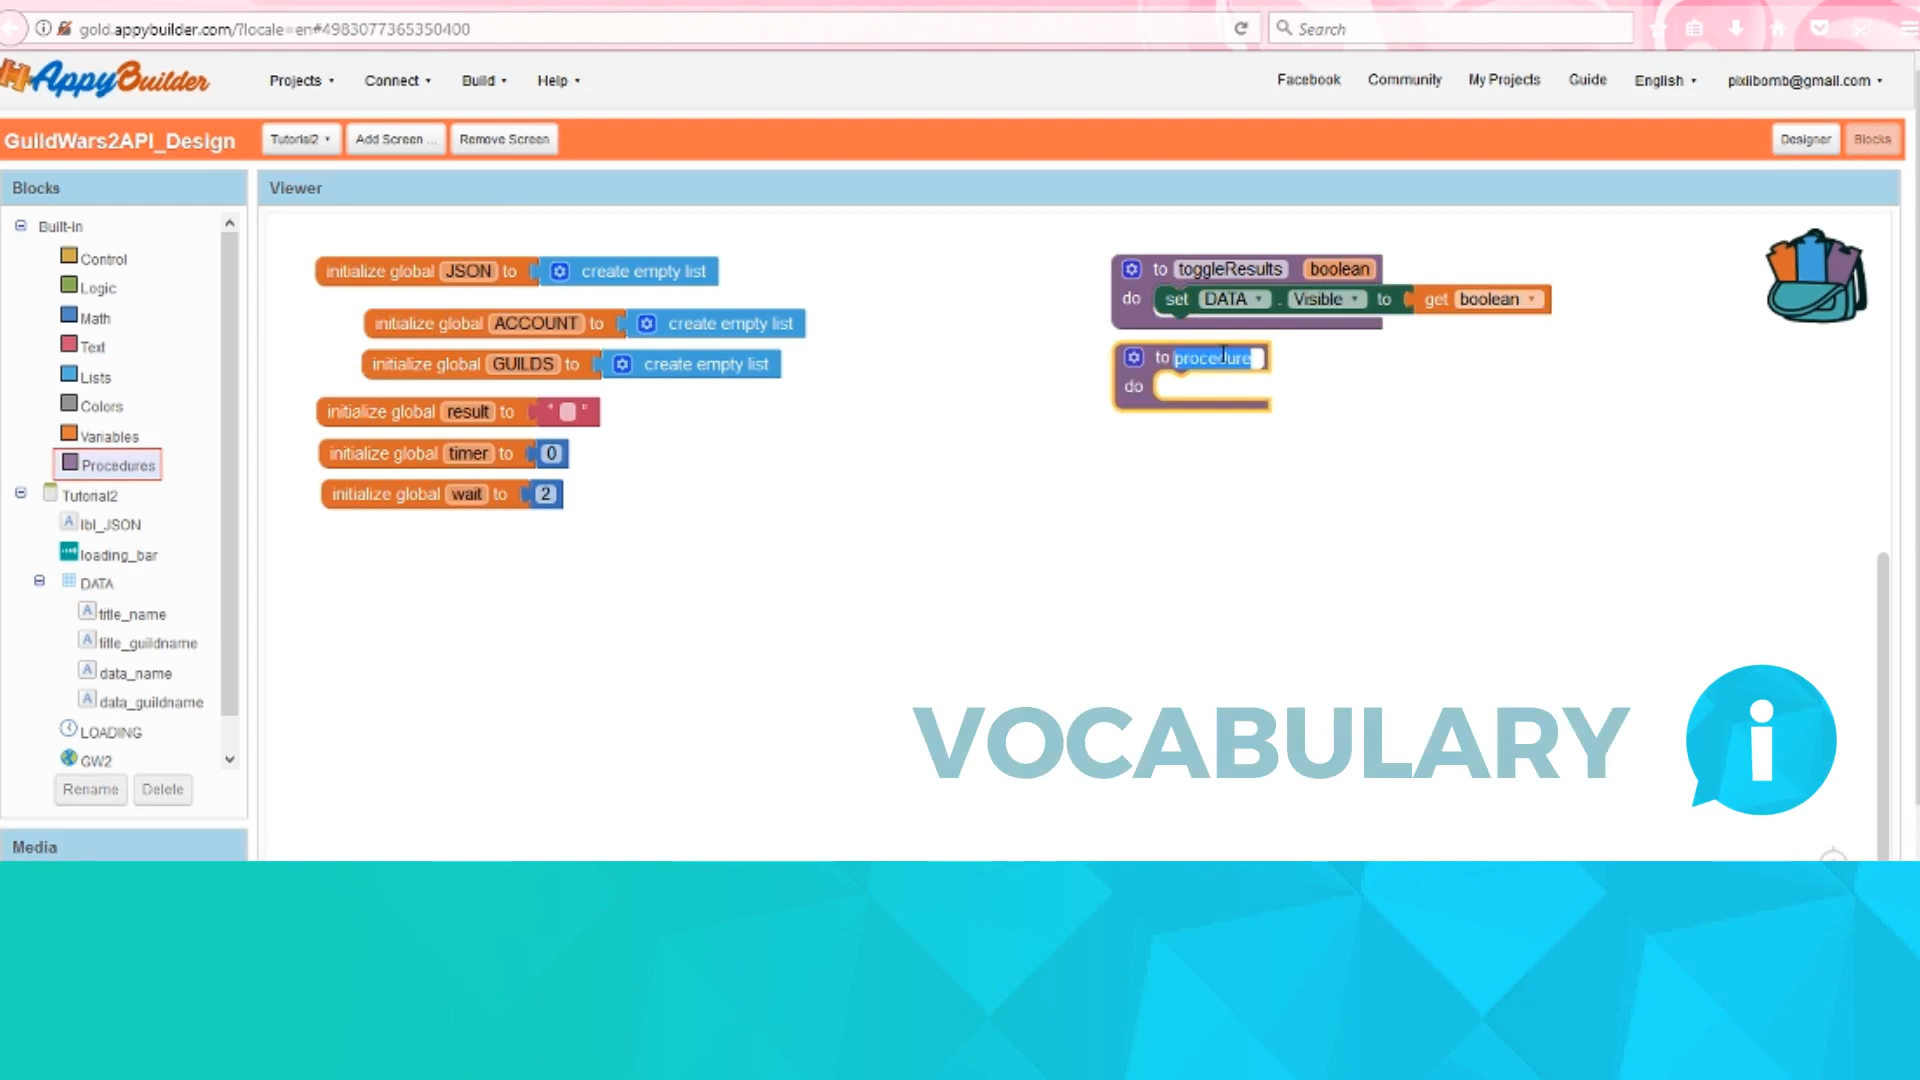 gold.appybuilder.com/?locale=en#4983077365350400
Search
AppyBuilder
Projects
Connect
Build
Help
Facebook
Community
My Projects
Guide
English
pixiibomb@gmail.com
GuildWars2API_Design
Tutorial2
Add Screen ...
Remove Screen
Designer
Blocks
Blocks
Built-in
Control
Logic
Math
Text
Lists
Colors
Variables
Procedures
Tutorial2
lbl_JSON
loading_bar
DATA
title_name
title_guildname
data_name
data_guildname
LOADING
GW2
Rename
Delete
Media
Viewer
initialize global JSON to create empty list
initialize global ACCOUNT to create empty list
initialize global GUILDS to create empty list
initialize global result to " "
initialize global timer to 0
initialize global wait to 2
to toggleResults boolean
do set DATA . Visible to get boolean
to procedure
do
VOCABULARY
i